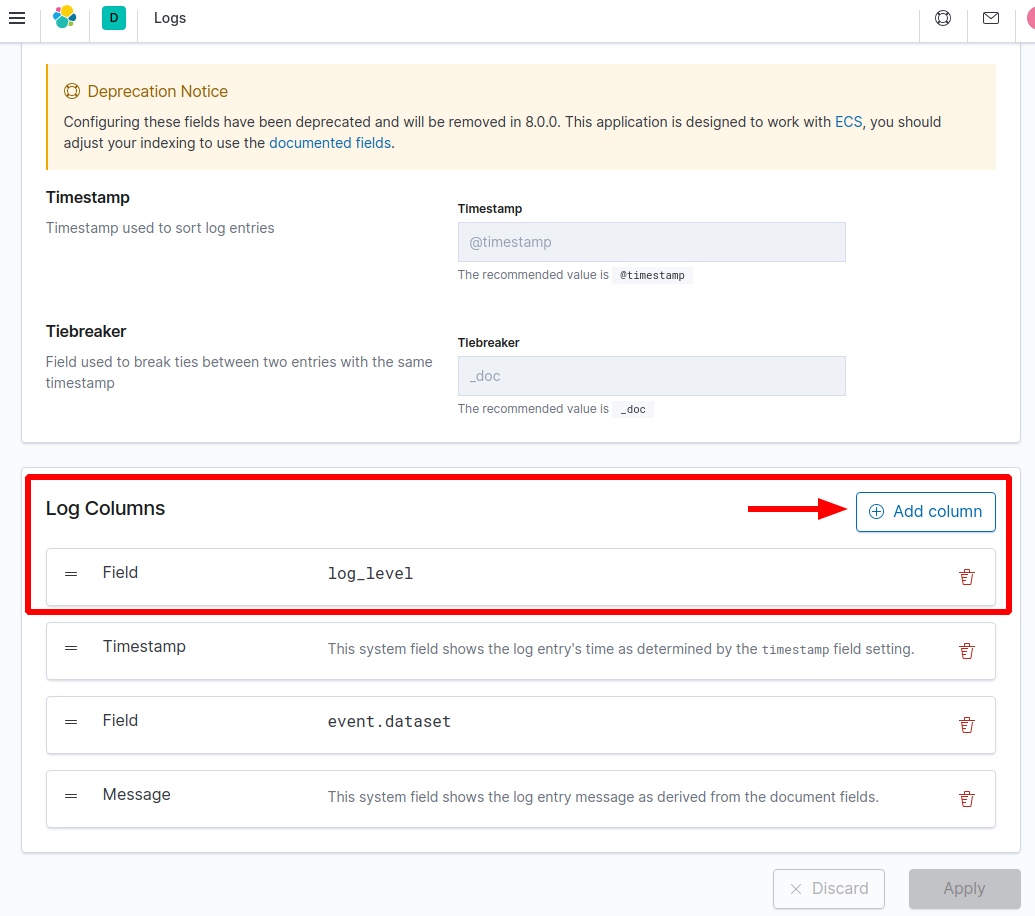 D
Logs
Deprecation Notice
Configuring these fields have been deprecated and will be removed in 8.0.0. This application is designed to work with ECS, you should
adjust your indexing to use the documented fields.
Timestamp
Timestamp used to sort log entries
Timestamp
@timestamp
The recommended value is @timestamp
Tiebreaker
Field used to break ties between two entries with the same
timestamp
Tiebreaker
_doc
The recommended value is _doc
Log Columns
Add column
Field log_level
Timestamp This system field shows the log entry's time as determined by the timestamp field setting.
Field event.dataset
Message This system field shows the log entry message as derived from the document fields.
Discard
Apply